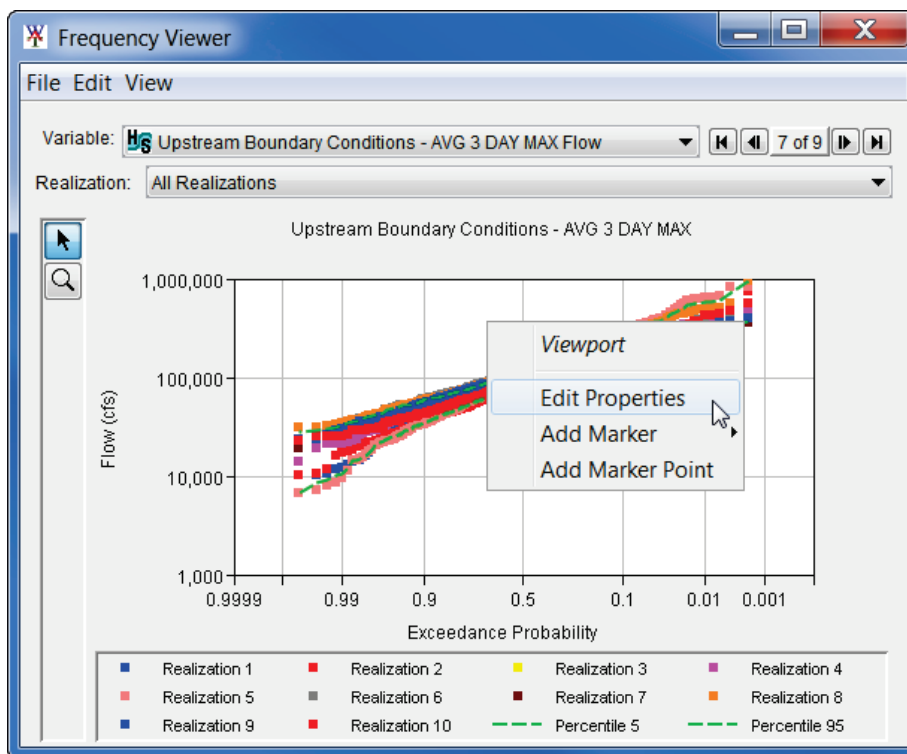 Frequency Viewer
File Edit View
Variable: Upstream Boundary Conditions - AVG 3 DAY MAX Flow 7 of 9
Realization: All Realizations
Upstream Boundary Conditions - AVG 3 DAY MAX
1,000,000
100,000
10,000
1,000
Flow (cfs)
Viewport
Edit Properties
Add Marker
Add Marker Point
0.9999 0.99 0.9 0.5 0.1 0.01 0.001
Exceedance Probability
Realization 1 Realization 2 Realization 3 Realization 4
Realization 5 Realization 6 Realization 7 Realization 8
Realization 9 Realization 10 Percentile 5 Percentile 95